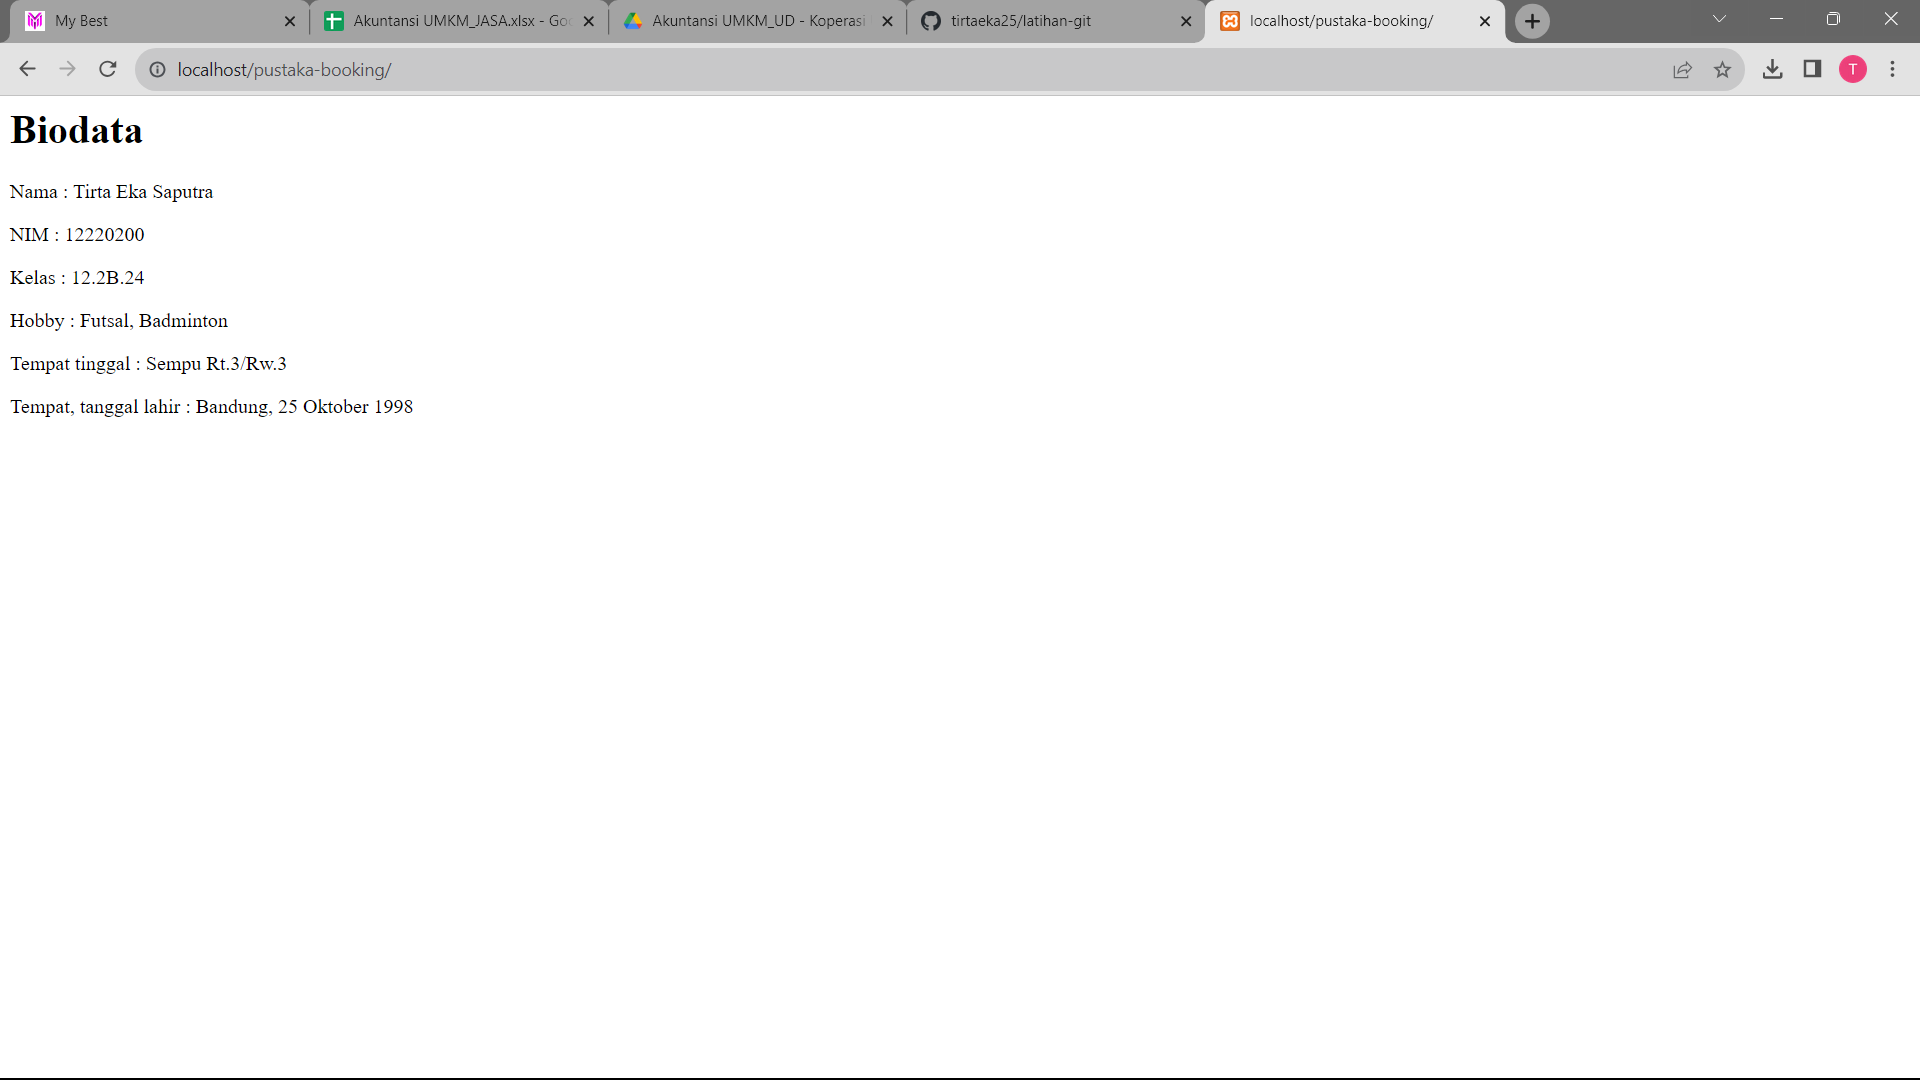 My Best
Akuntansi UMKM_JASA.xlsx - Goo
Akuntansi UMKM_UD - Koperasi
tirtaeka25/latihan-git
localhost/pustaka-booking/
localhost/pustaka-booking/
T
Biodata
Nama : Tirta Eka Saputra
NIM : 12220200
Kelas : 12.2B.24
Hobby : Futsal, Badminton
Tempat tinggal : Sempu Rt.3/Rw.3
Tempat, tanggal lahir : Bandung, 25 Oktober 1998